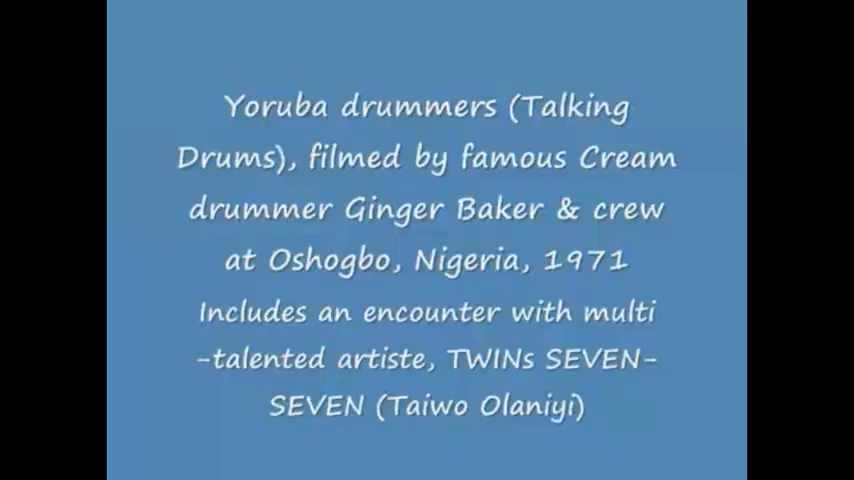 Yoruba drummers (Talking
Drums), filmed by famous Cream
drummer Ginger Baker & crew
at Oshogbo, Nigeria, 1971
Includes an encounter with multi
-talented artiste, TWINs SEVEN-
SEVEN (Taiwo Olaniyi)